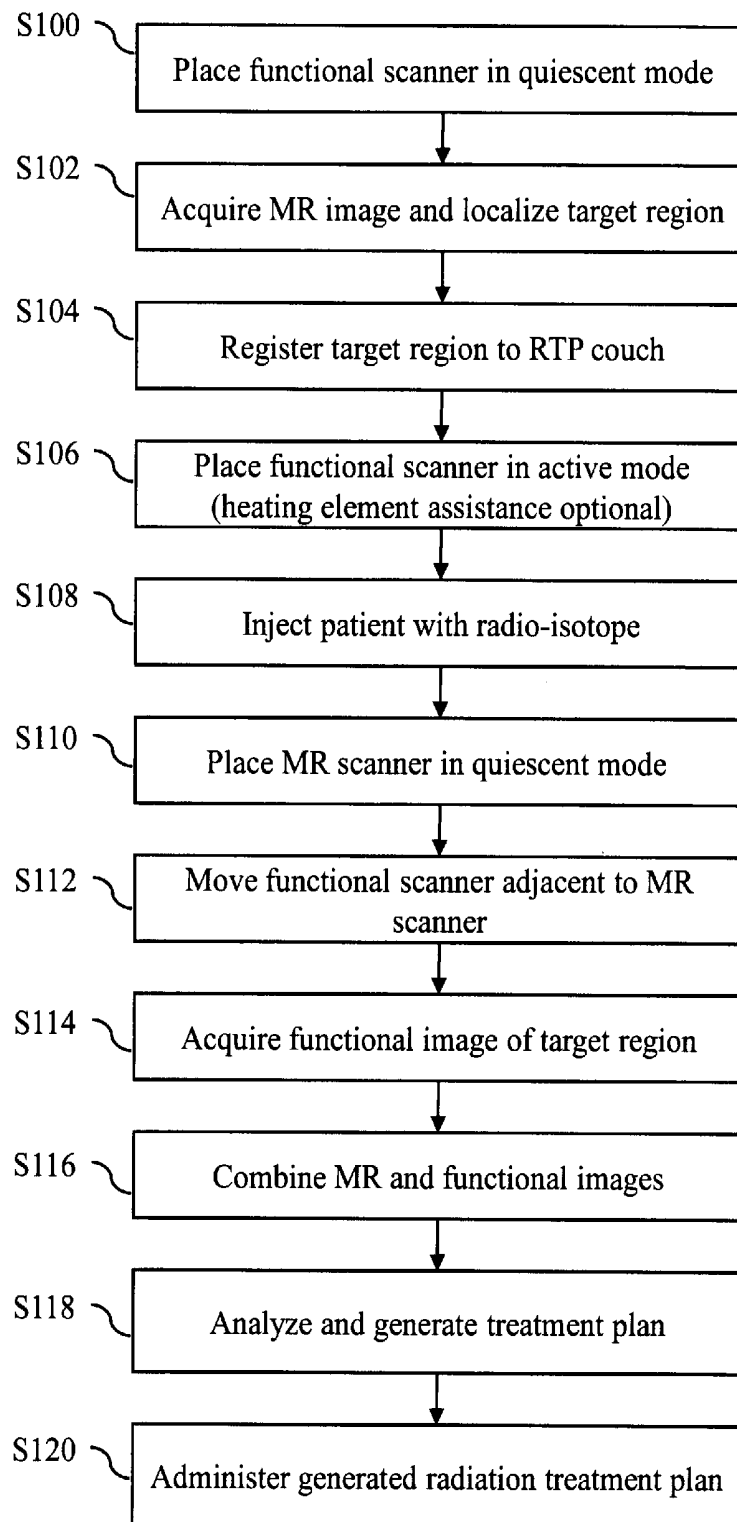 S100
Place functional scanner in quiescent mode
S102
Acquire MR image and localize target region
S104
Register target region to RTP couch
S106
Place functional scanner in active mode
(heating element assistance optional)
S108
Inject patient with radio-isotope
S110
Place MR scanner in quiescent mode
S112
Move functional scanner adjacent to MR
scanner
S114
Acquire functional image of target region
S116
Combine MR and functional images
S118
Analyze and generate treatment plan
S120
Administer generated radiation treatment plan